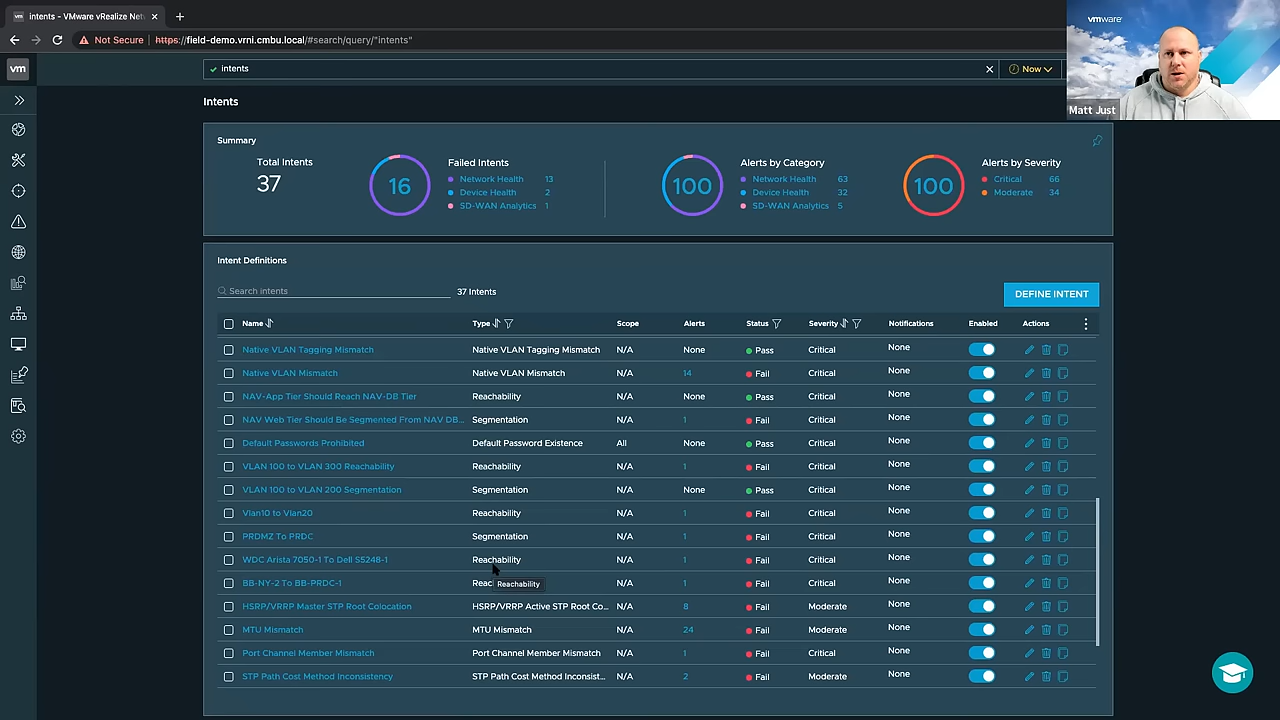 vm intents - VMware vRealize Net
Not Secure https://field-demo.vrni.cmbu.local/#search/query/"intents"
vmware
Matt Just
vm intents Now
Intents
Summary
Total Intents
37
16
Failed Intents
Network Health 13
Device Health 2
SD-WAN Analytics 1
100
Alerts by Category
Network Health 63
Device Health 32
SD-WAN Analytics 5
100
Alerts by Severity
Critical 66
Moderate 34
Intent Definitions
Search intents 37 Intents DEFINE INTENT
Name Type Scope Alerts Status Severity Notifications Enabled Actions
Native VLAN Tagging Mismatch Native VLAN Tagging Mismatch N/A None Pass Critical None
Native VLAN Mismatch Native VLAN Mismatch N/A 14 Fail Critical None
NAV-App Tier Should Reach NAV-DB Tier Reachability N/A None Pass Critical None
NAV Web Tier Should Be Segmented From NAV DB... Segmentation N/A 1 Fail Critical None
Default Passwords Prohibited Default Password Existence All None Pass Critical None
VLAN 100 to VLAN 300 Reachability Reachability N/A 1 Fail Critical None
VLAN 100 to VLAN 200 Segmentation Segmentation N/A None Pass Critical None
Vlan10 to Vlan20 Reachability N/A 1 Fail Critical None
PRDMZ To PRDC Segmentation N/A 1 Fail Critical None
WDC Arista 7050-1 To Dell S5248-1 Reachability N/A 1 Fail Critical None
BB-NY-2 To BB-PRDC-1 Reac Reachability N/A 1 Fail Critical None
HSRP/VRRP Master STP Root Colocation HSRP/VRRP Active STP Root Co... N/A 8 Fail Moderate None
MTU Mismatch MTU Mismatch N/A 24 Fail Moderate None
Port Channel Member Mismatch Port Channel Member Mismatch N/A 1 Fail Critical None
STP Path Cost Method Inconsistency STP Path Cost Method Inconsist... N/A 2 Fail Moderate None